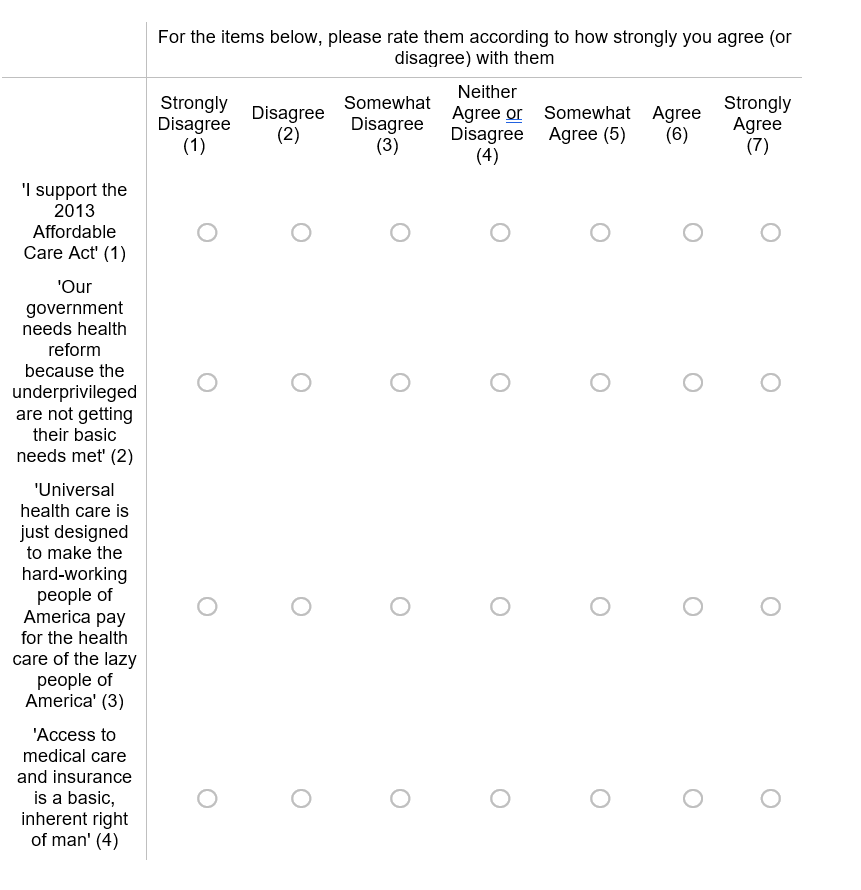 For the items below, please rate them according to how strongly you agree (or
disagree) with them
Strongly
Disagree
(1)
Disagree
(2)
Somewhat
Disagree
(3)
Neither
Agree or
Disagree
(4)
Somewhat
Agree (5)
Agree
(6)
Strongly
Agree
(7)
'I support the
2013
Affordable
Care Act' (1)
'Our
government
needs health
reform
because the
underprivileged
are not getting
their basic
needs met' (2)
'Universal
health care is
just designed
to make the
hard-working
people of
America pay
for the health
care of the lazy
people of
America' (3)
'Access to
medical care
and insurance
is a basic,
inherent right
of man' (4)